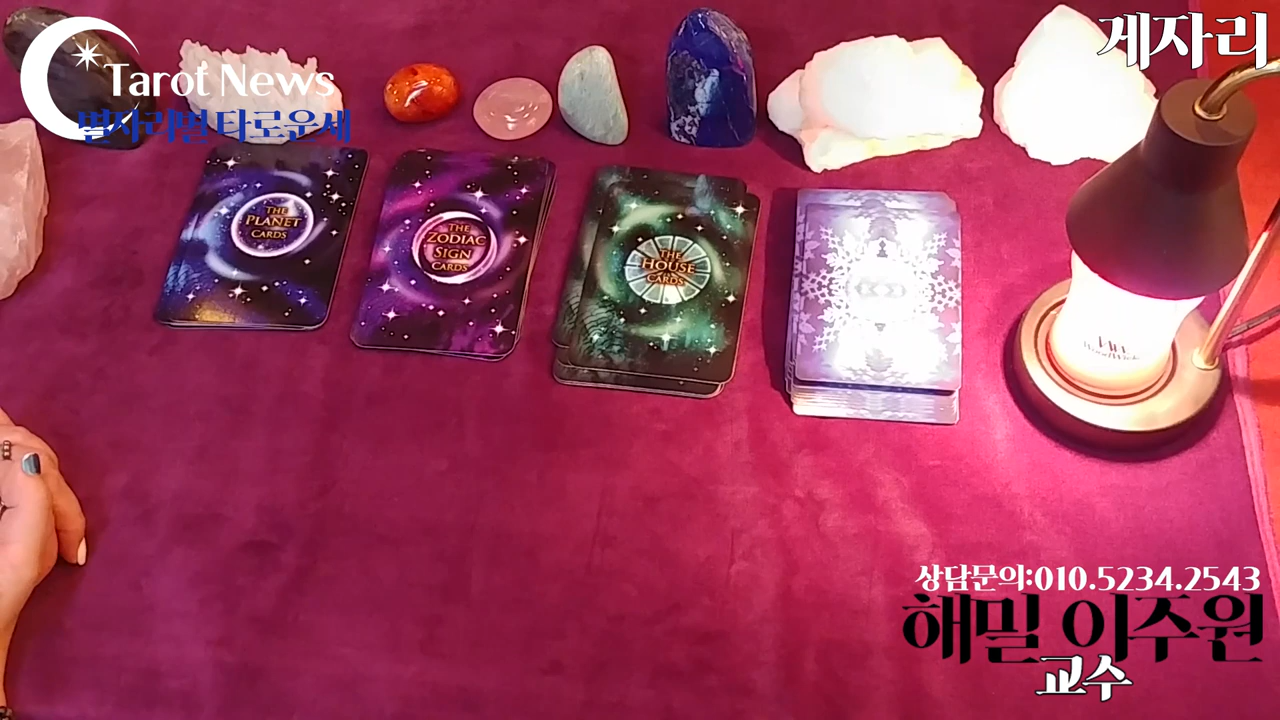 Tarot News
별자리별 타로운세
게자리
THE
PLANET
CARDS
THE
ZODIAC
SIGN
CARDS
THE
HOUSE
CARDS
상담문의:010.5234.2543
해밀 이주원
교수